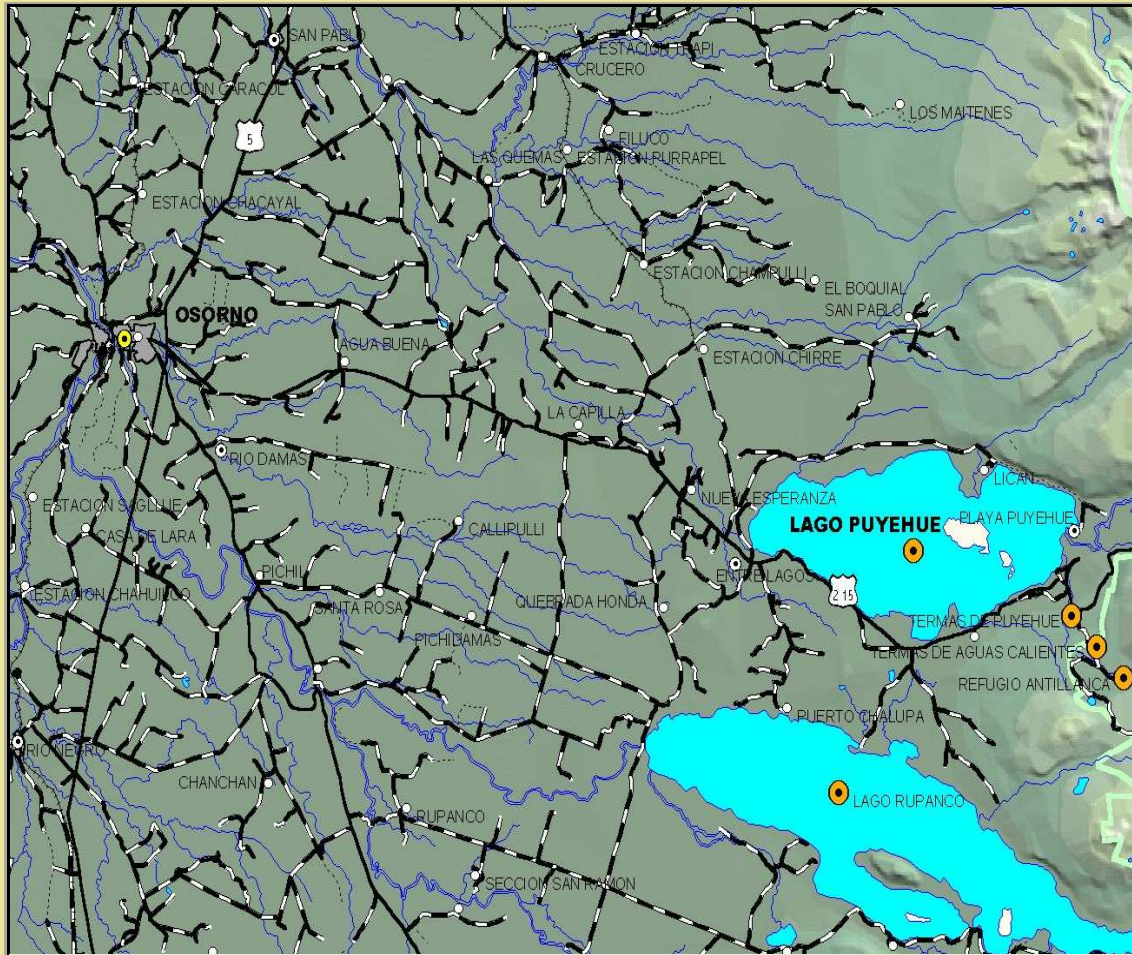 SAN PABLO
ESTACION TRAPI
CRUCERO
ESTACION CARACOL
LOS MAITENES
5
FILUCO
LAS QUEMAS
ESTACION PURRAPEL
ESTACION CHACAYAL
ESTACION CHAMPULLI
EL BOQUIAL
SAN PABLO
OSORNO
AGUA BUENA
ESTACION CHIRRE
LA CAPILLA
RIO DAMAS
LICAN
ESTACION SAGLLUE
NUEVA ESPERANZA
CALLIPULLI
LAGO PUYEHUE
PLAYA PUYEHUE
CASA DE LARA
PICHIL
ENTRE LAGOS
ESTACION CHAHUILCO
SANTA ROSA
QUEBRADA HONDA
215
PICHIDAMAS
TERMAS DE PUYEHUE
TERMAS DE AGUAS CALIENTES
REFUGIO ANTILLANCA
PUERTO CHALUPA
RIO NEGRO
CHANCHAN
LAGO RUPANCO
RUPANCO
SECCION SAN RAMON